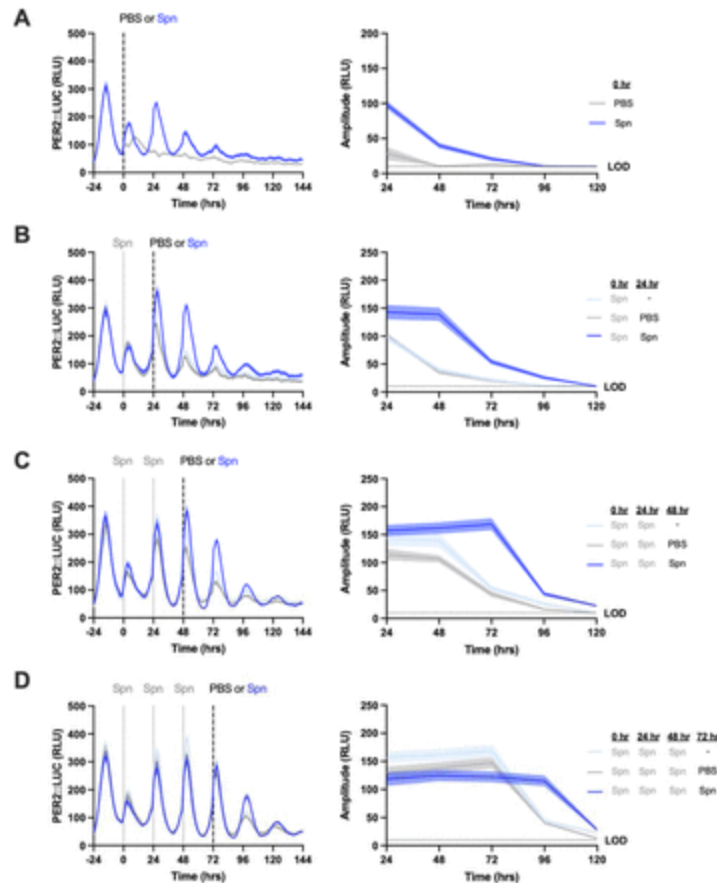 A
PBS or Spn
500
400
300
200
100
0
PER2::LUC (RLU)
-24 0 24 48 72 96 120 144
Time (hrs)
200
150
100
50
0
Amplitude (RLU)
24 48 72 96 120
Time (hrs)
0 hr
PBS
Spn
LOD
B
Spn PBS or Spn
500
400
300
200
100
0
PER2::LUC (RLU)
-24 0 24 48 72 96 120 144
Time (hrs)
250
200
150
100
50
0
Amplitude (RLU)
24 48 72 96 120
Time (hrs)
0 hr 24 hr
Spn -
Spn PBS
Spn Spn
LOD
C
Spn Spn PBS or Spn
500
400
300
200
100
0
PER2::LUC (RLU)
-24 0 24 48 72 96 120 144
Time (hrs)
250
200
150
100
50
0
Amplitude (RLU)
24 48 72 96 120
Time (hrs)
0 hr 24 hr 48 hr
Spn Spn -
Spn Spn PBS
Spn Spn Spn
LOD
D
Spn Spn Spn PBS or Spn
500
400
300
200
100
0
PER2::LUC (RLU)
-24 0 24 48 72 96 120 144
Time (hrs)
250
200
150
100
50
0
Amplitude (RLU)
24 48 72 96 120
Time (hrs)
0 hr 24 hr 48 hr 72 hr
Spn Spn Spn -
Spn Spn Spn PBS
Spn Spn Spn Spn
LOD